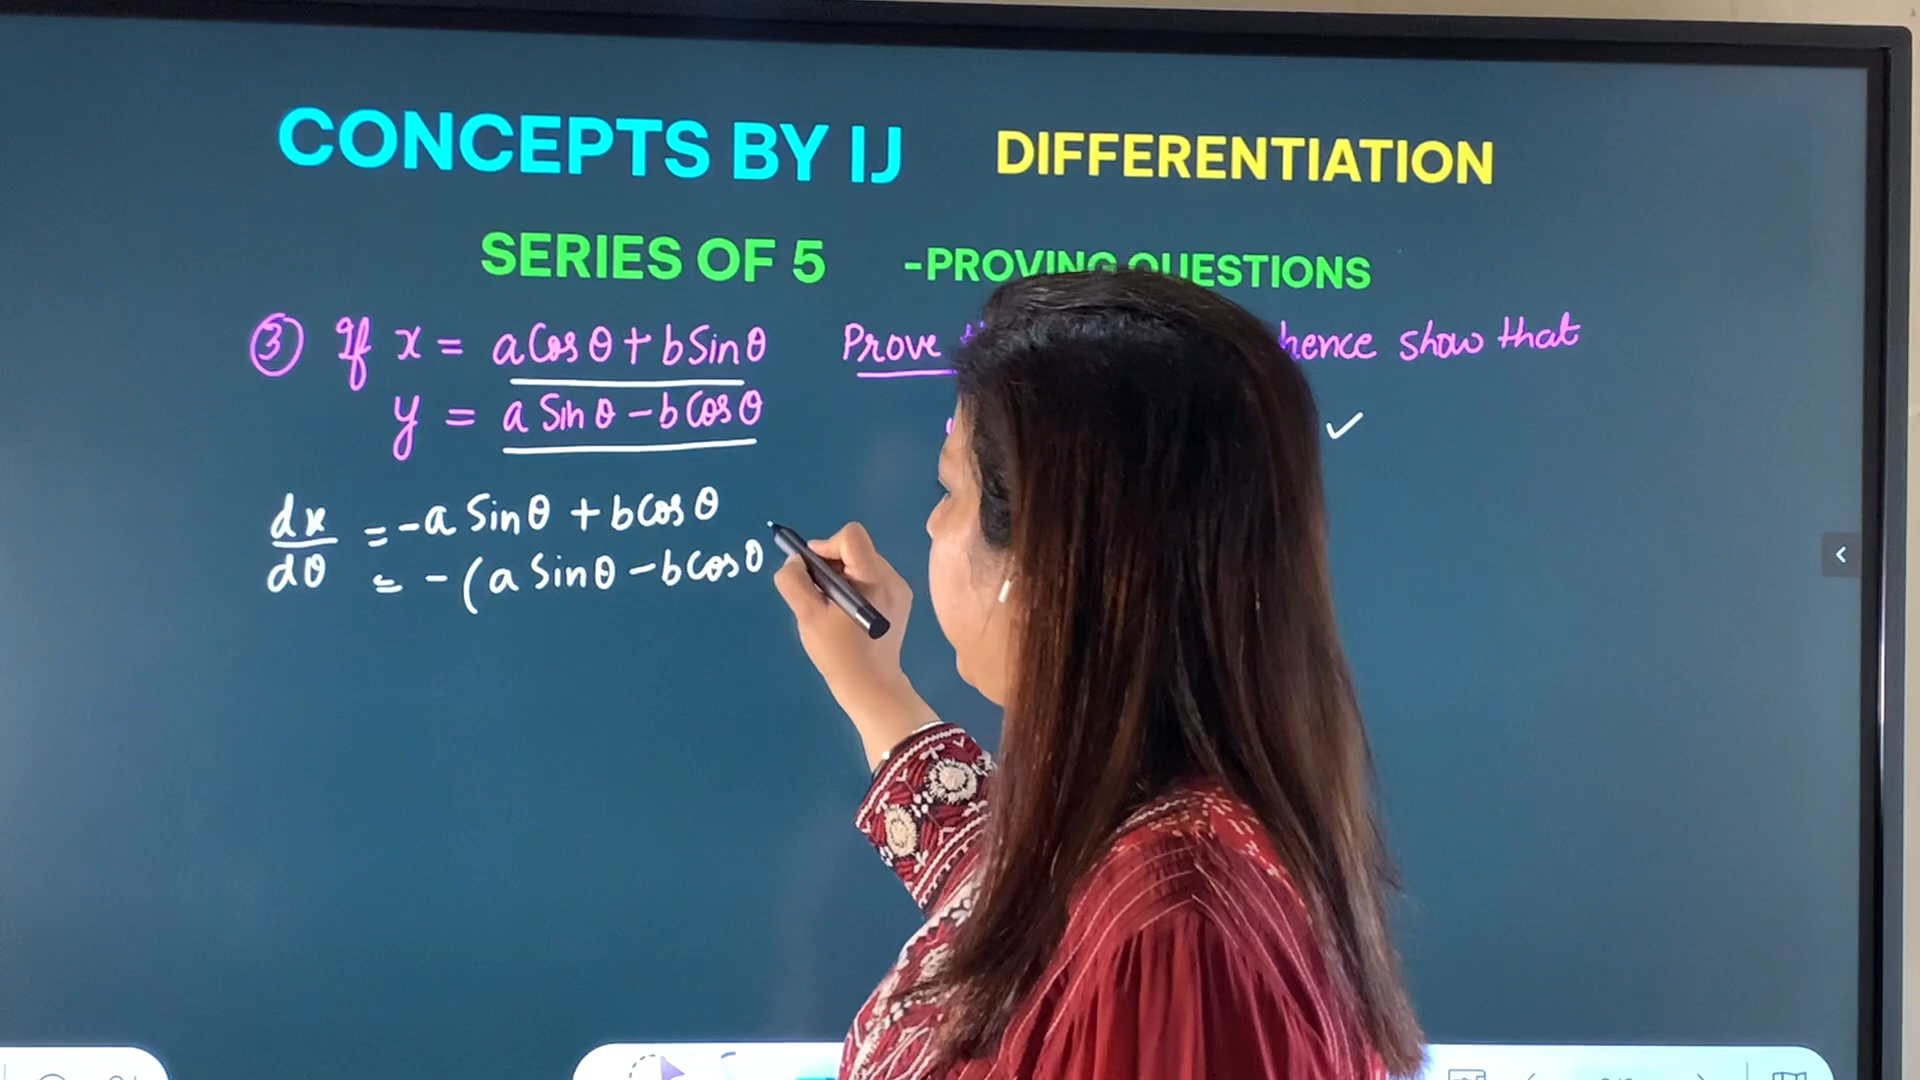 CONCEPTS BY IJ DIFFERENTIATION
SERIES OF 5 -PROVING QUESTIONS
③ If x = a Cos θ + b Sin θ Prove hence show that
y = a Sin θ - b Cos θ ✓
dx/dθ = -a Sin θ + b Cos θ
= -(a Sin θ - b Cos θ